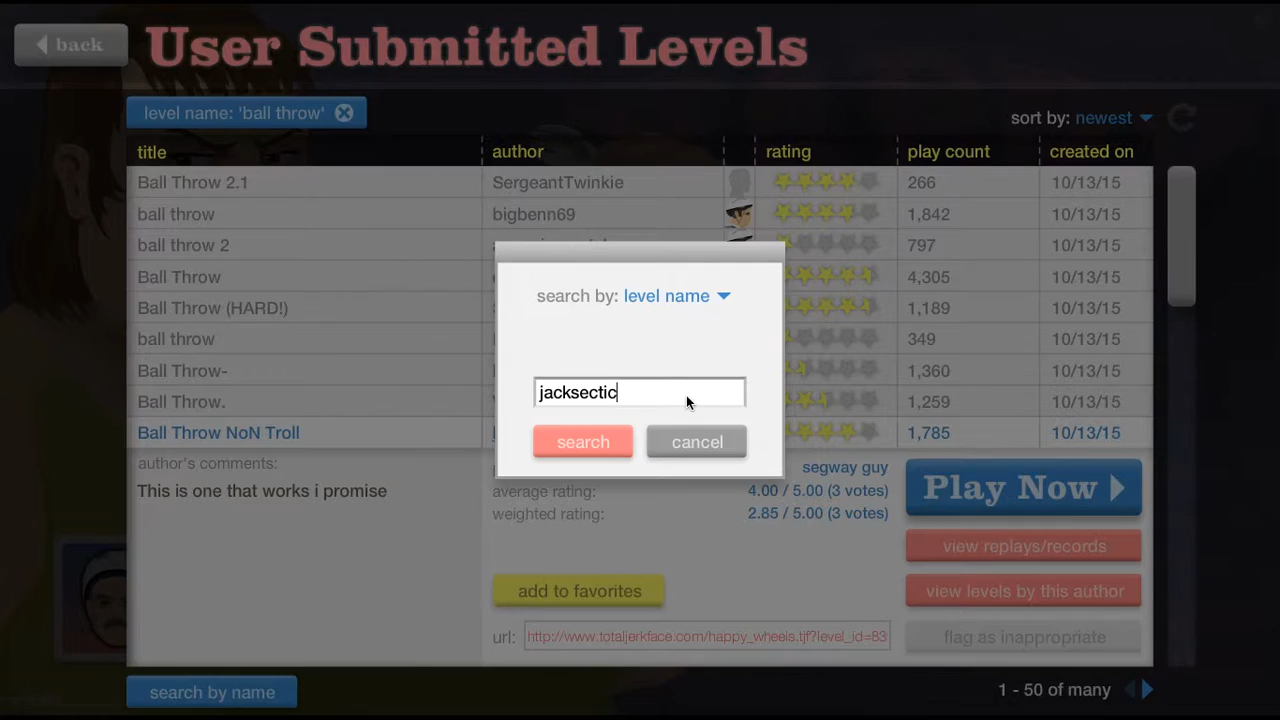 back
User Submitted Levels
level name: 'ball throw'
sort by: newest
title author rating play count created on
Ball Throw 2.1 SergeantTwinkie 266 10/13/15
ball throw bigbenn69 1,842 10/13/15
ball throw 2 797 10/13/15
Ball Throw 4,305 10/13/15
Ball Throw (HARD!) 1,189 10/13/15
ball throw 349 10/13/15
Ball Throw- 1,360 10/13/15
Ball Throw. 1,259 10/13/15
Ball Throw NoN Troll 1,785 10/13/15
search by: level name
jacksectic
search cancel
author's comments:
This is one that works i promise
segway guy
average rating: 4.00 / 5.00 (3 votes)
weighted rating: 2.85 / 5.00 (3 votes)
Play Now
view replays/records
add to favorites
view levels by this author
url: http://www.totaljerkface.com/happy_wheels.tjf?level_id=83
flag as inappropriate
search by name
1 - 50 of many